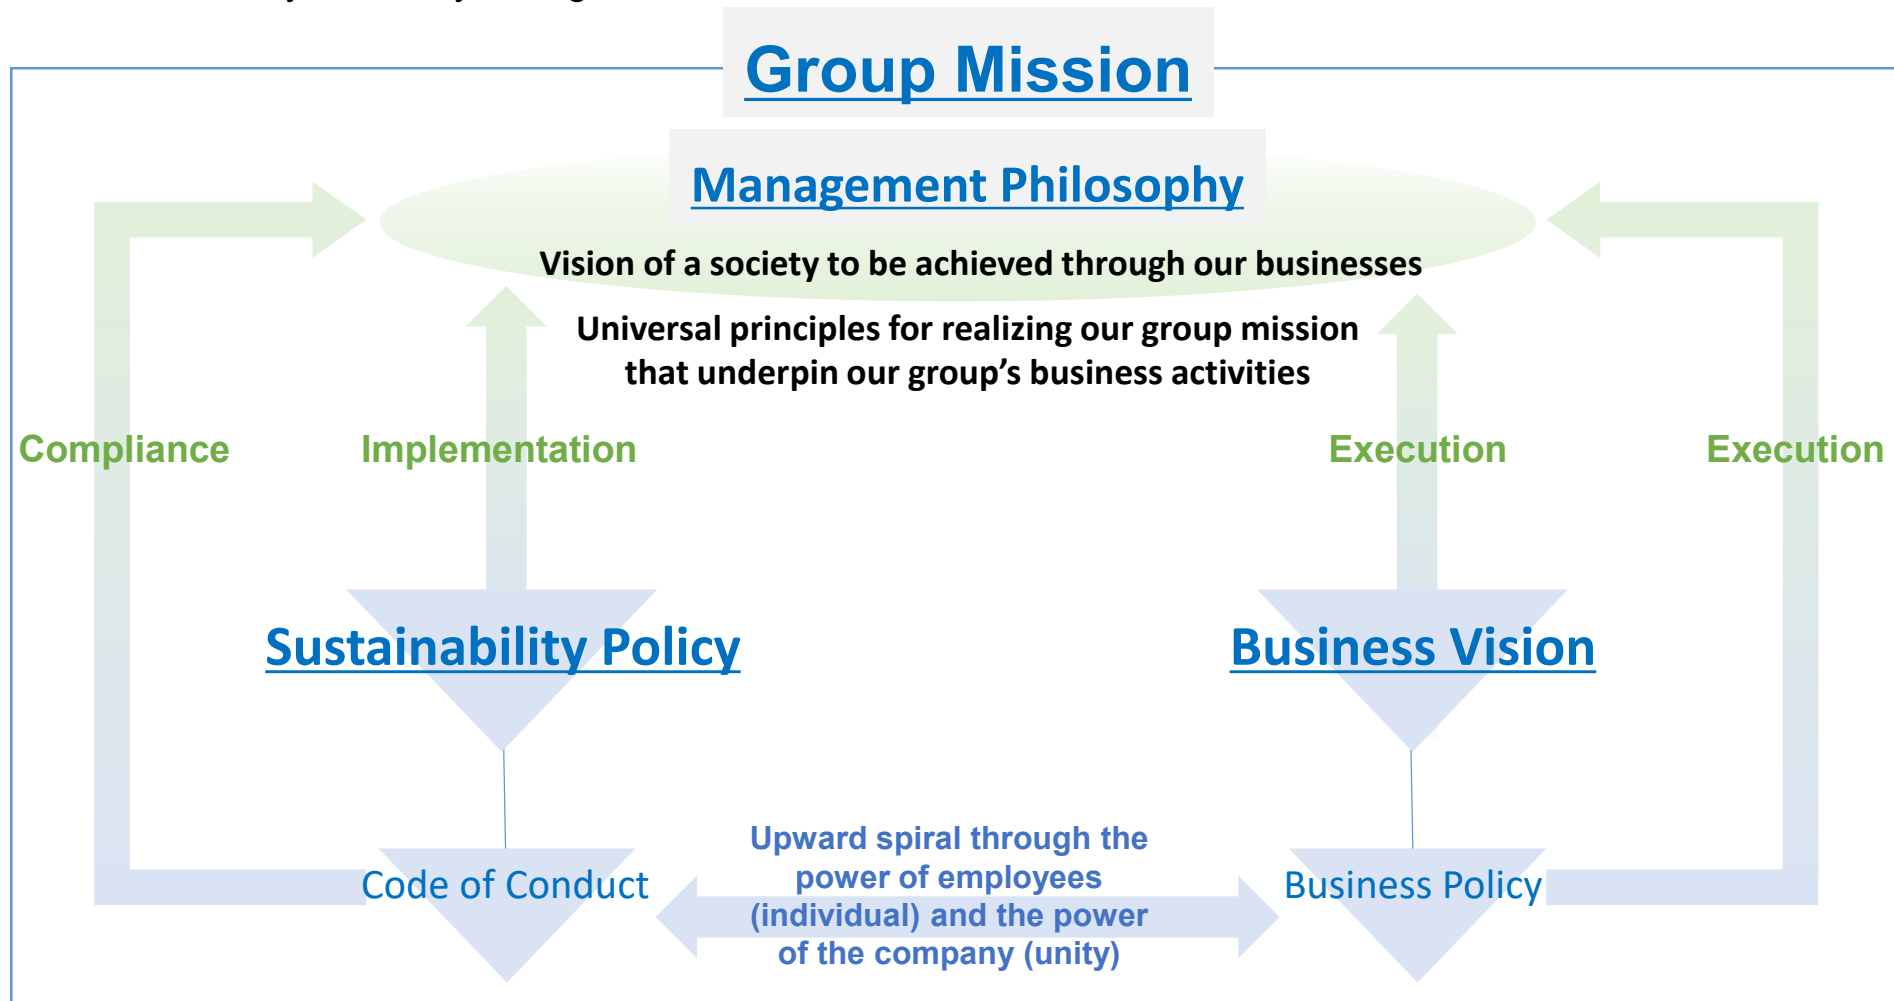 Group Mission
Management Philosophy
Vision of a society to be achieved through our businesses
Universal principles for realizing our group mission
that underpin our group's business activities
Compliance
Implementation
Execution
Execution
Sustainability Policy
Business Vision
Code of Conduct
Upward spiral through the
power of employees
(individual) and the power
of the company (unity)
Business Policy